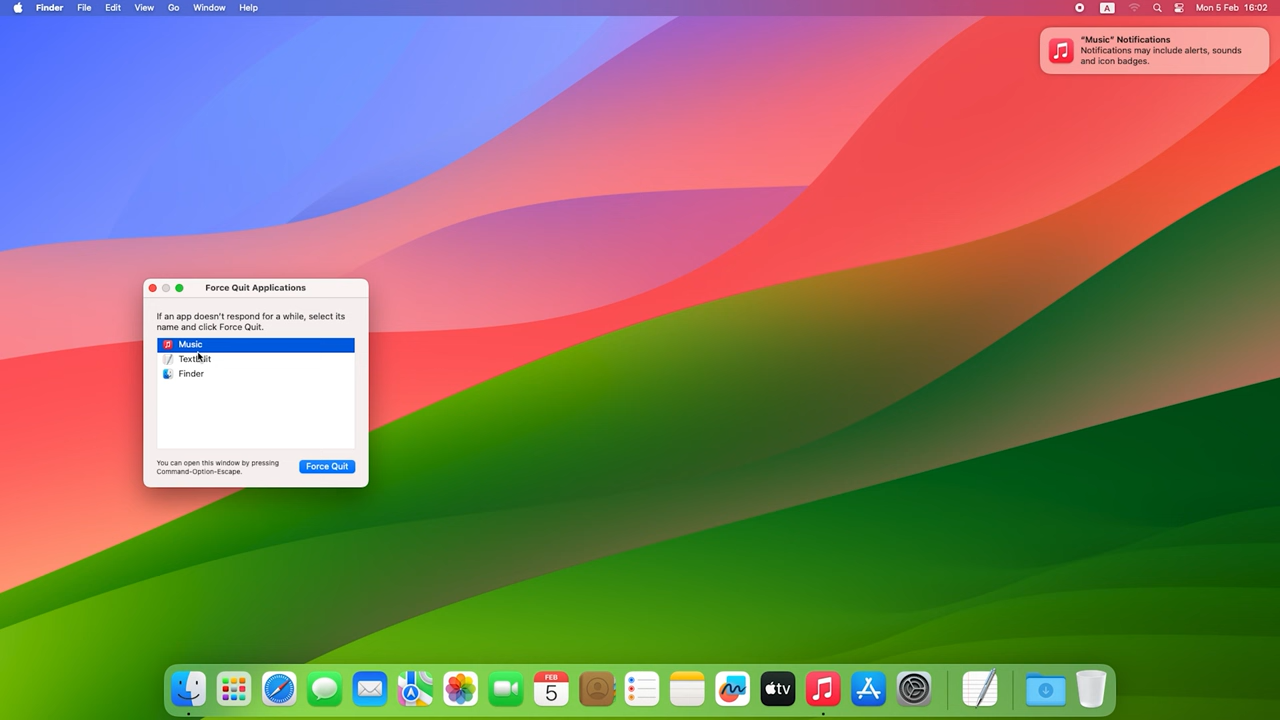 Finder File Edit View Go Window Help
A Mon 5 Feb 16:02
“Music” Notifications
Notifications may include alerts, sounds
and icon badges.
Force Quit Applications
If an app doesn't respond for a while, select its
name and click Force Quit.
Music
TextEdit
Finder
You can open this window by pressing
Command-Option-Escape.
Force Quit
FEB
5
tv